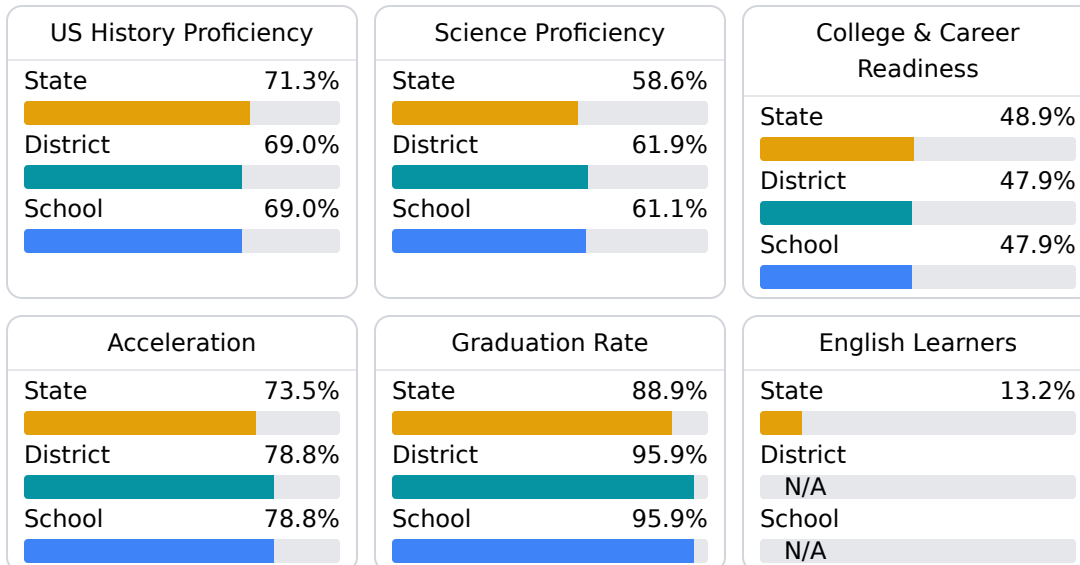 US History Proficiency
State 71.3%
District 69.0%
School 69.0%
Science Proficiency
State 58.6%
District 61.9%
School 61.1%
College & Career
Readiness
State 48.9%
District 47.9%
School 47.9%
Acceleration
State 73.5%
District 78.8%
School 78.8%
Graduation Rate
State 88.9%
District 95.9%
School 95.9%
English Learners
State 13.2%
District
N/A
School
N/A